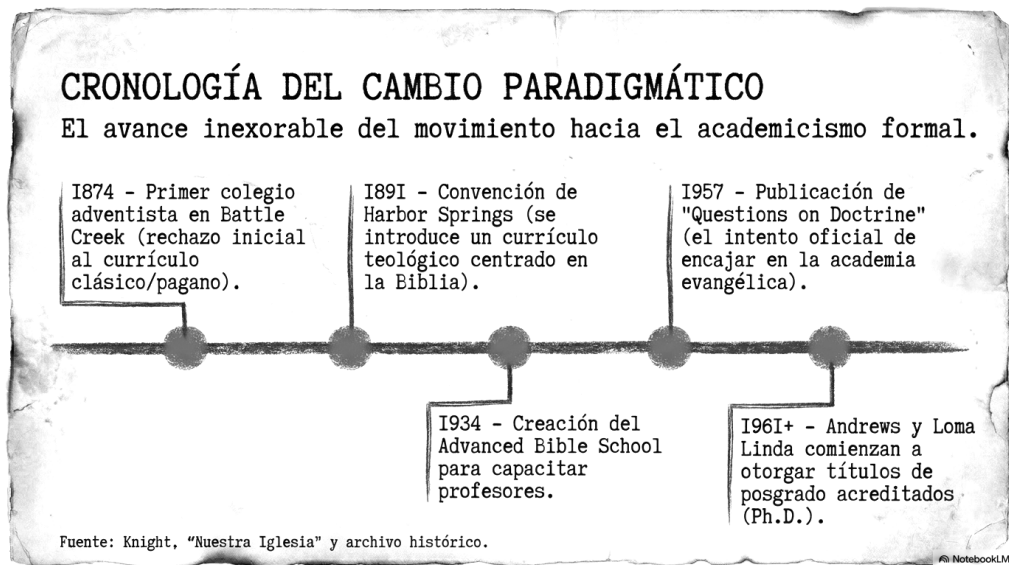 CRONOLOGÍA DEL CAMBIO PARADIGMÁTICO
El avance inexorable del movimiento hacia el academicismo formal.
I874 - Primer colegio
adventista en Battle
Creek (rechazo inicial
al currículo
clásico/pagano).
I89I - Convención de
Harbor Springs (se
introduce un currículo
teológico centrado en
la Biblia).
I957 - Publicación de
"Questions on Doctrine"
(el intento oficial de
encajar en la academia
evangélica).
I934 - Creación del
Advanced Bible School
para capacitar
profesores.
I96I+ - Andrews y Loma
Linda comienzan a
otorgar títulos de
posgrado acreditados
(Ph.D.).
Fuente: Knight, “Nuestra Iglesia” y archivo histórico.
NotebookLM